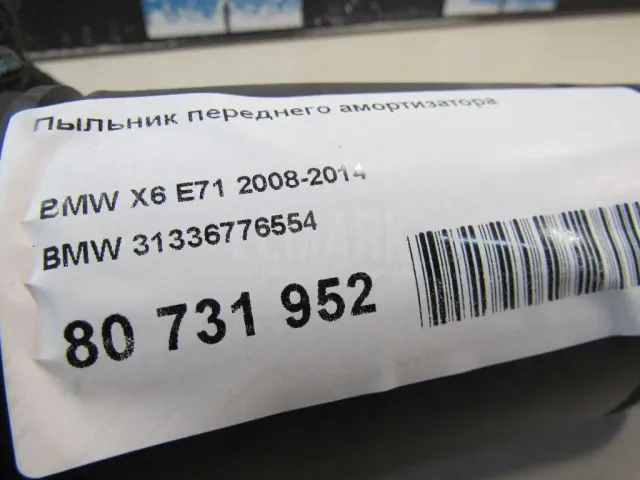 Пыльник переднего амортизатора
BMW X6 E71 2008-2014
BMW 31336776554
80 731 952